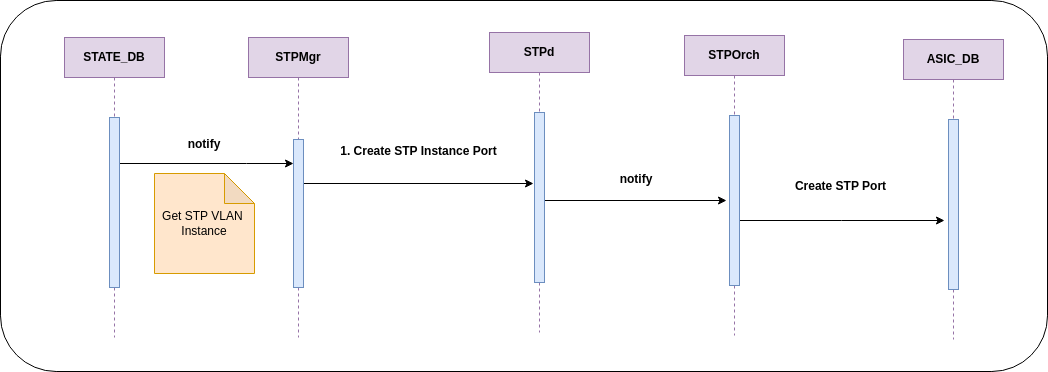 STATE_DB
STPMgr
STPd
STPOrch
ASIC_DB
notify
1. Create STP Instance Port
notify
Create STP Port
Get STP VLAN
Instance